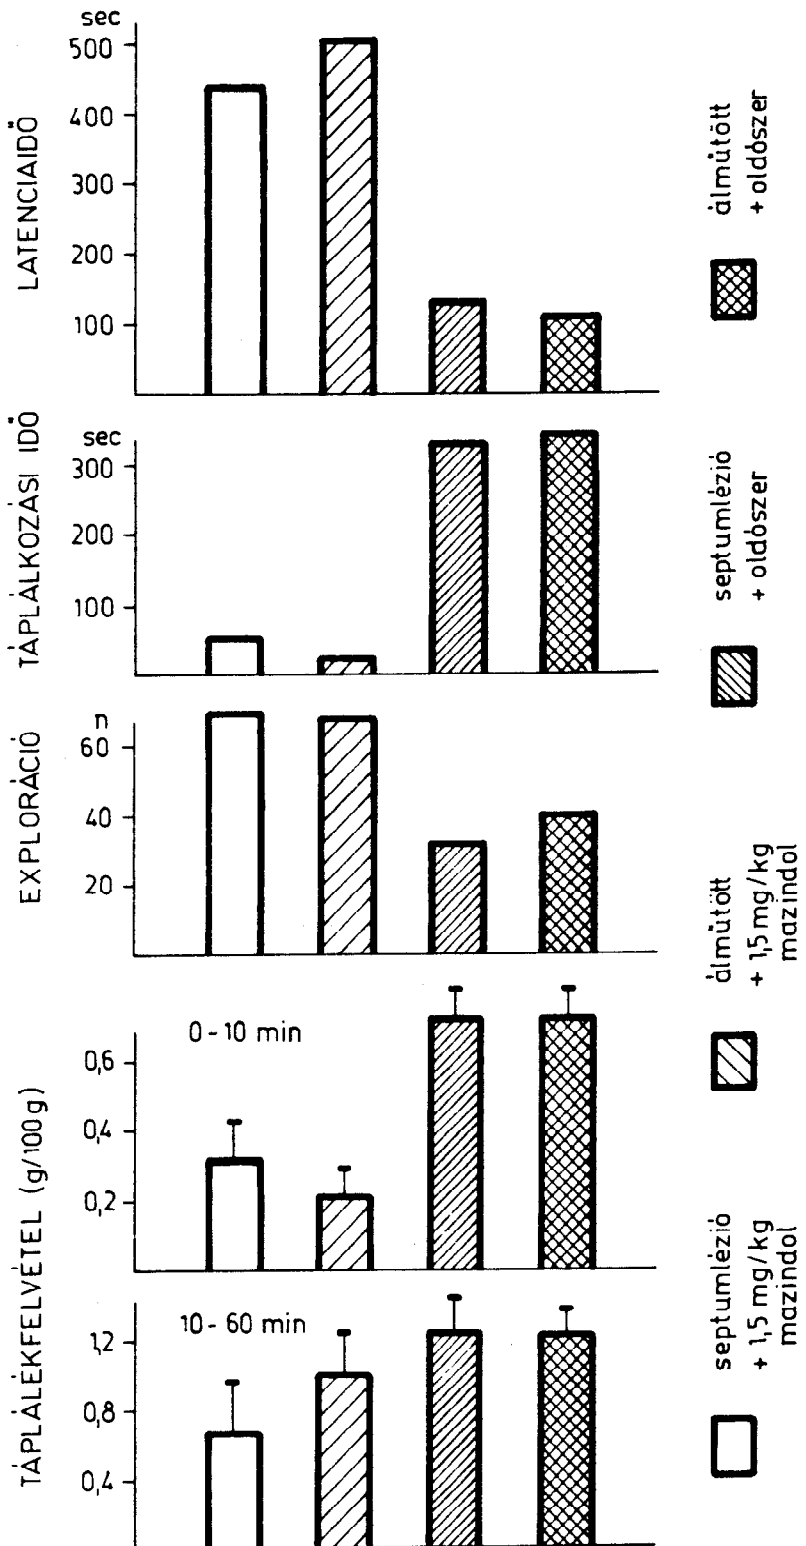 LATENCIAIDŐ
sec
500
400
300
200
100
TÁPLÁLKOZÁSI IDŐ
sec
300
200
100
EXPLORÁCIÓ
n
60
40
20
TÁPLÁLÉKFELVÉTEL (g/100g)
0-10 min
0,6
0,4
0,2
10-60 min
1,2
0,8
0,4
álműtött
+ oldószer
septumlézió
+ oldószer
álműtött
+ 1,5 mg/kg
mazindol
septumlézió
+ 1,5 mg/kg
mazindol